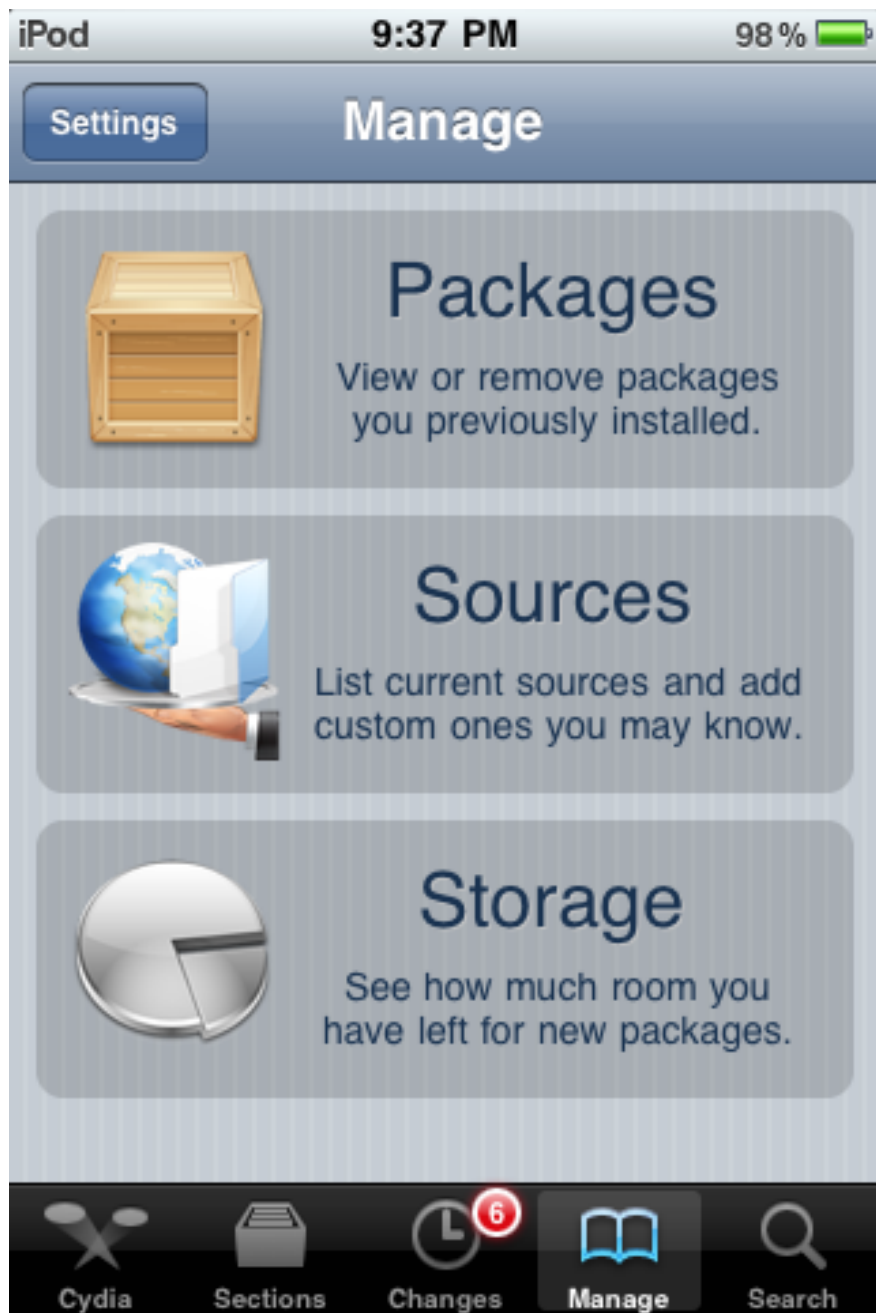 iPod 9:37 PM 98%
Settings Manage
Packages
View or remove packages
you previously installed.
Sources
List current sources and add
custom ones you may know.
Storage
See how much room you
have left for new packages.
6
Cydia Sections Changes Manage Search